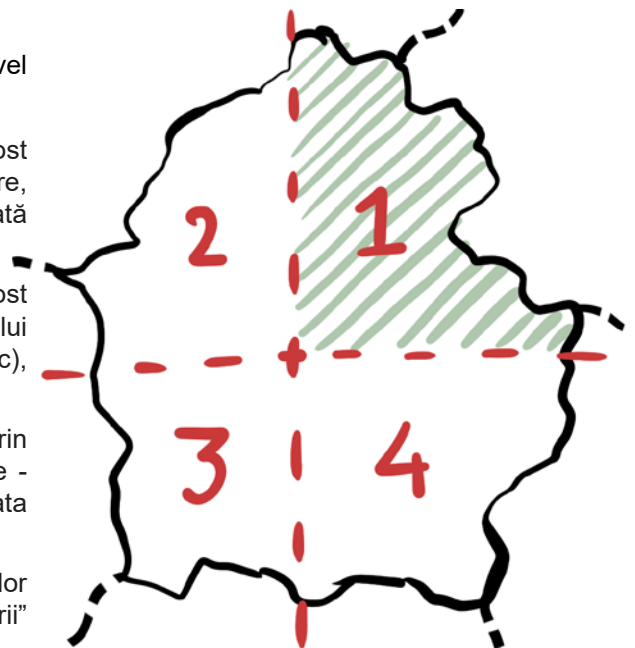 vel
ost
re,
ată
ost
lui
c),
rin
e -
ata
lor
rii”
2
1
3
4